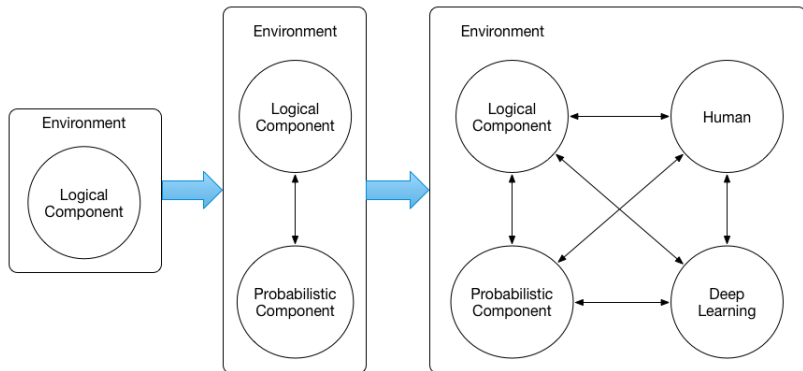 Environment
Logical
Component
Environment
Logical
Component
Probabilistic
Component
Environment
Logical
Component
Human
Probabilistic
Component
Deep
Learning